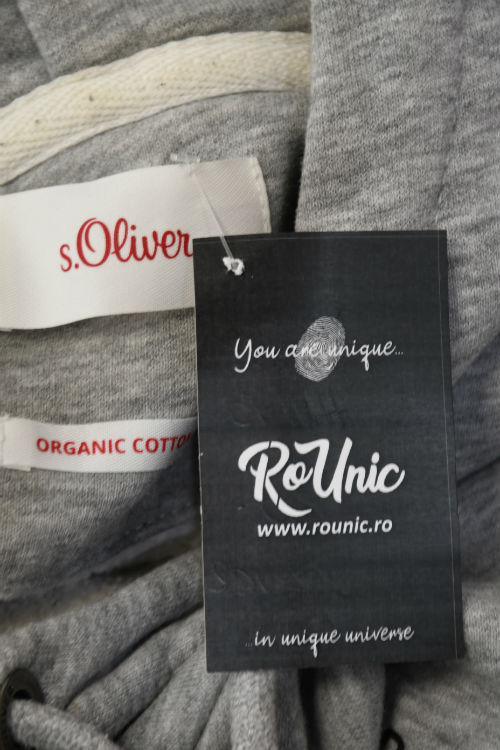 s.Oliver
ORGANIC COTTO
You are unique...
RoUnic
www.rounic.ro
...in unique universe